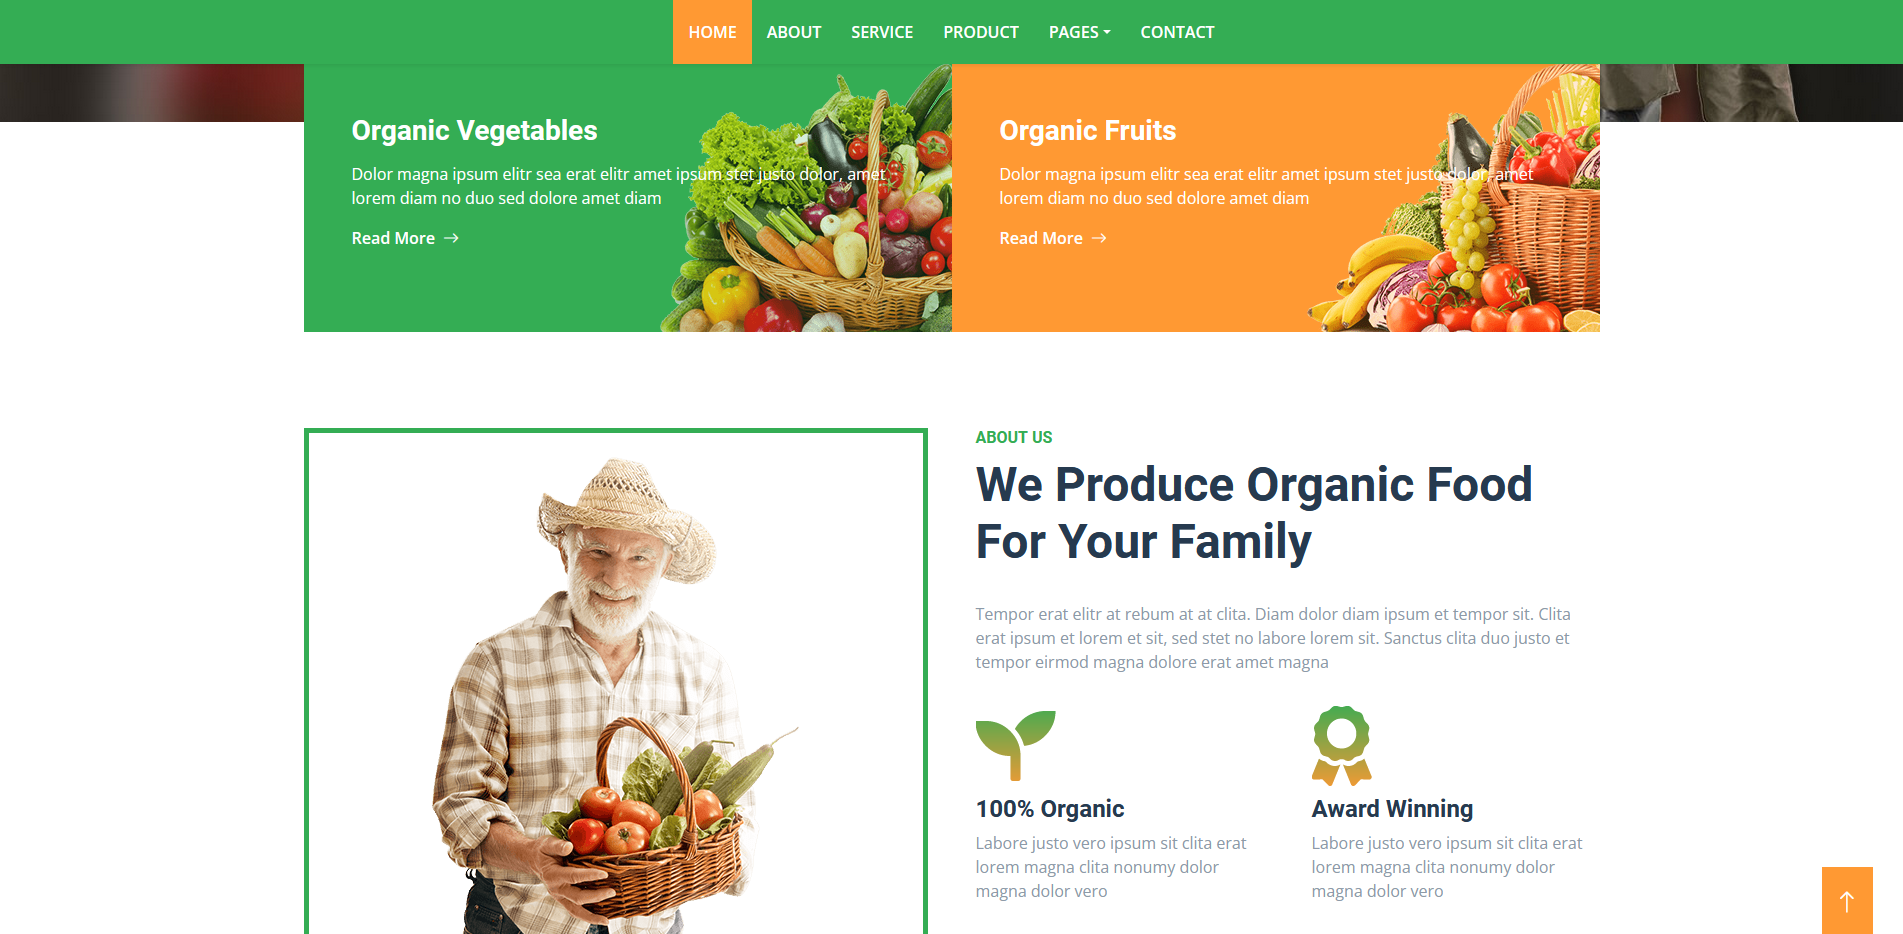 HOME ABOUT SERVICE PRODUCT PAGES CONTACT
Organic Vegetables
Dolor magna ipsum elitr sea erat elitr amet ipsum stet justo dolor, amet
lorem diam no duo sed dolore amet diam
Read More
Organic Fruits
Dolor magna ipsum elitr sea erat elitr amet ipsum stet justo dolor, amet
lorem diam no duo sed dolore amet diam
Read More
ABOUT US
We Produce Organic Food
For Your Family
Tempor erat elitr at rebum at at clita. Diam dolor diam ipsum et tempor sit. Clita
erat ipsum et lorem et sit, sed stet no labore lorem sit. Sanctus clita duo justo et
tempor eirmod magna dolore erat amet magna
100% Organic
Labore justo vero ipsum sit clita erat
lorem magna clita nonumy dolor
magna dolor vero
Award Winning
Labore justo vero ipsum sit clita erat
lorem magna clita nonumy dolor
magna dolor vero